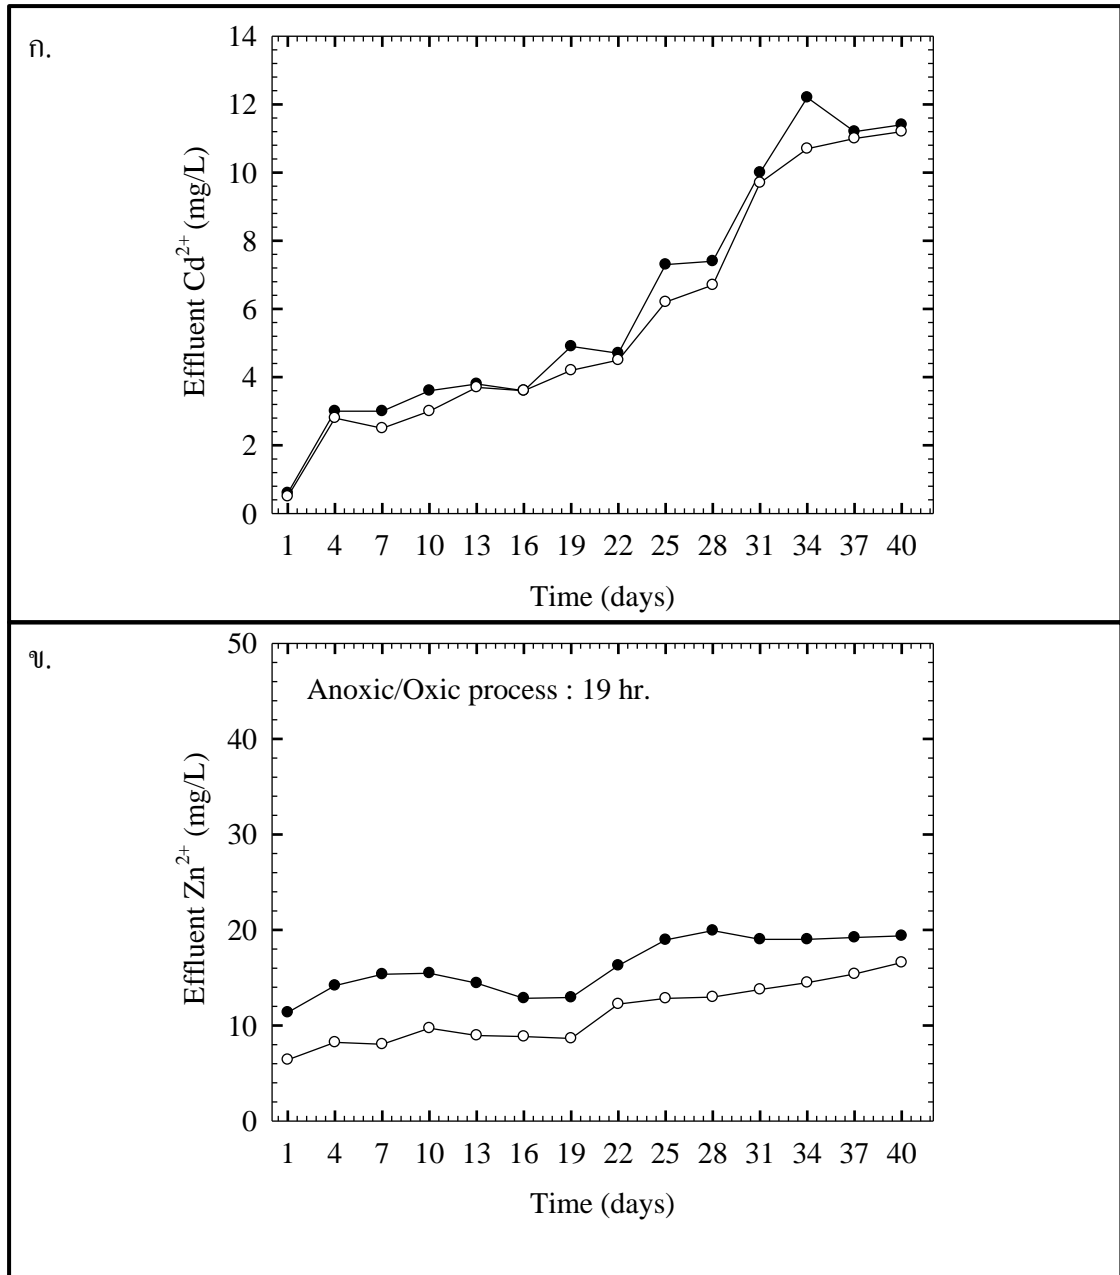 ก.
14
12
10
8
6
4
2
0
Effluent Cd²⁺ (mg/L)
1 4 7 10 13 16 19 22 25 28 31 34 37 40
Time (days)
ข.
50
40
30
20
10
0
Anoxic/Oxic process : 19 hr.
Effluent Zn²⁺ (mg/L)
1 4 7 10 13 16 19 22 25 28 31 34 37 40
Time (days)